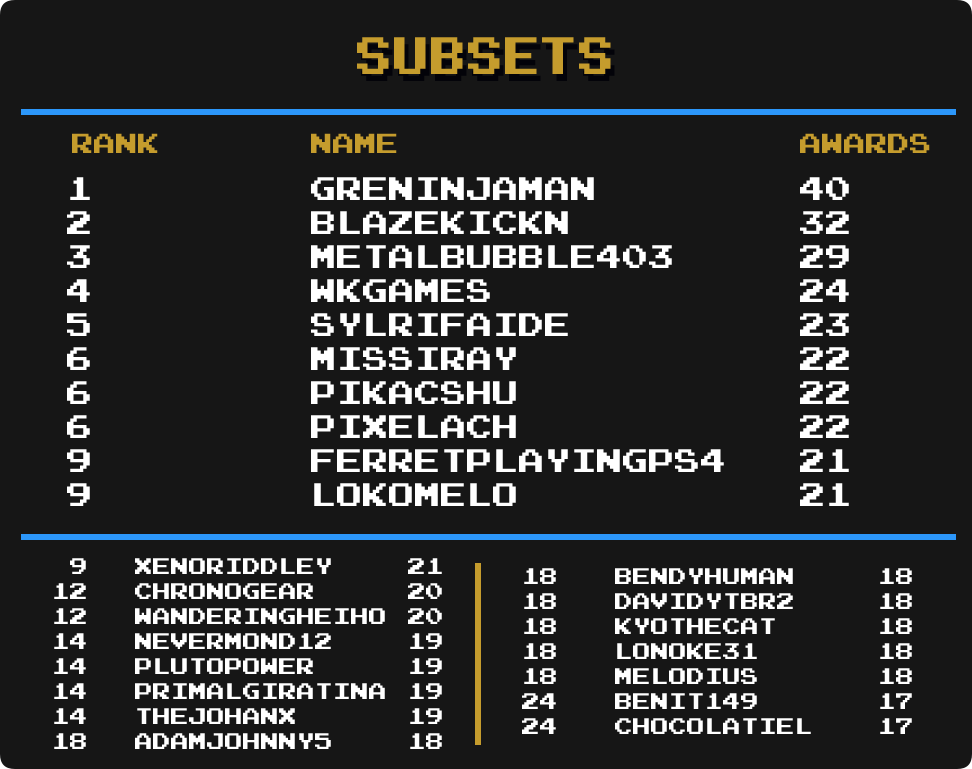 SUBSETS
RANK NAME AWARDS
1 GRENINJAMAN 40
2 BLAZEKICKN 32
3 METALBUBBLE403 29
4 WKGAMES 24
5 SYLRIFAIDE 23
6 MISSIRAY 22
6 PIKACSHU 22
6 PIXELACH 22
9 FERRETPLAYINGPS4 21
9 LOKOMELO 21
9 XENORIDDLEY 21
12 CHRONOGEAR 20
12 WANDERINGHEIHO 20
14 NEVERMOND12 19
14 PLUTOPOWER 19
14 PRIMALGIRATINA 19
14 THEJOHANX 19
18 ADAMJOHNNY5 18
18 BENDYHUMAN 18
18 DAVIDYTBR2 18
18 KYOTHECAT 18
18 LONOKE31 18
18 MELODIUS 18
24 BENIT149 17
24 CHOCOLATIEL 17